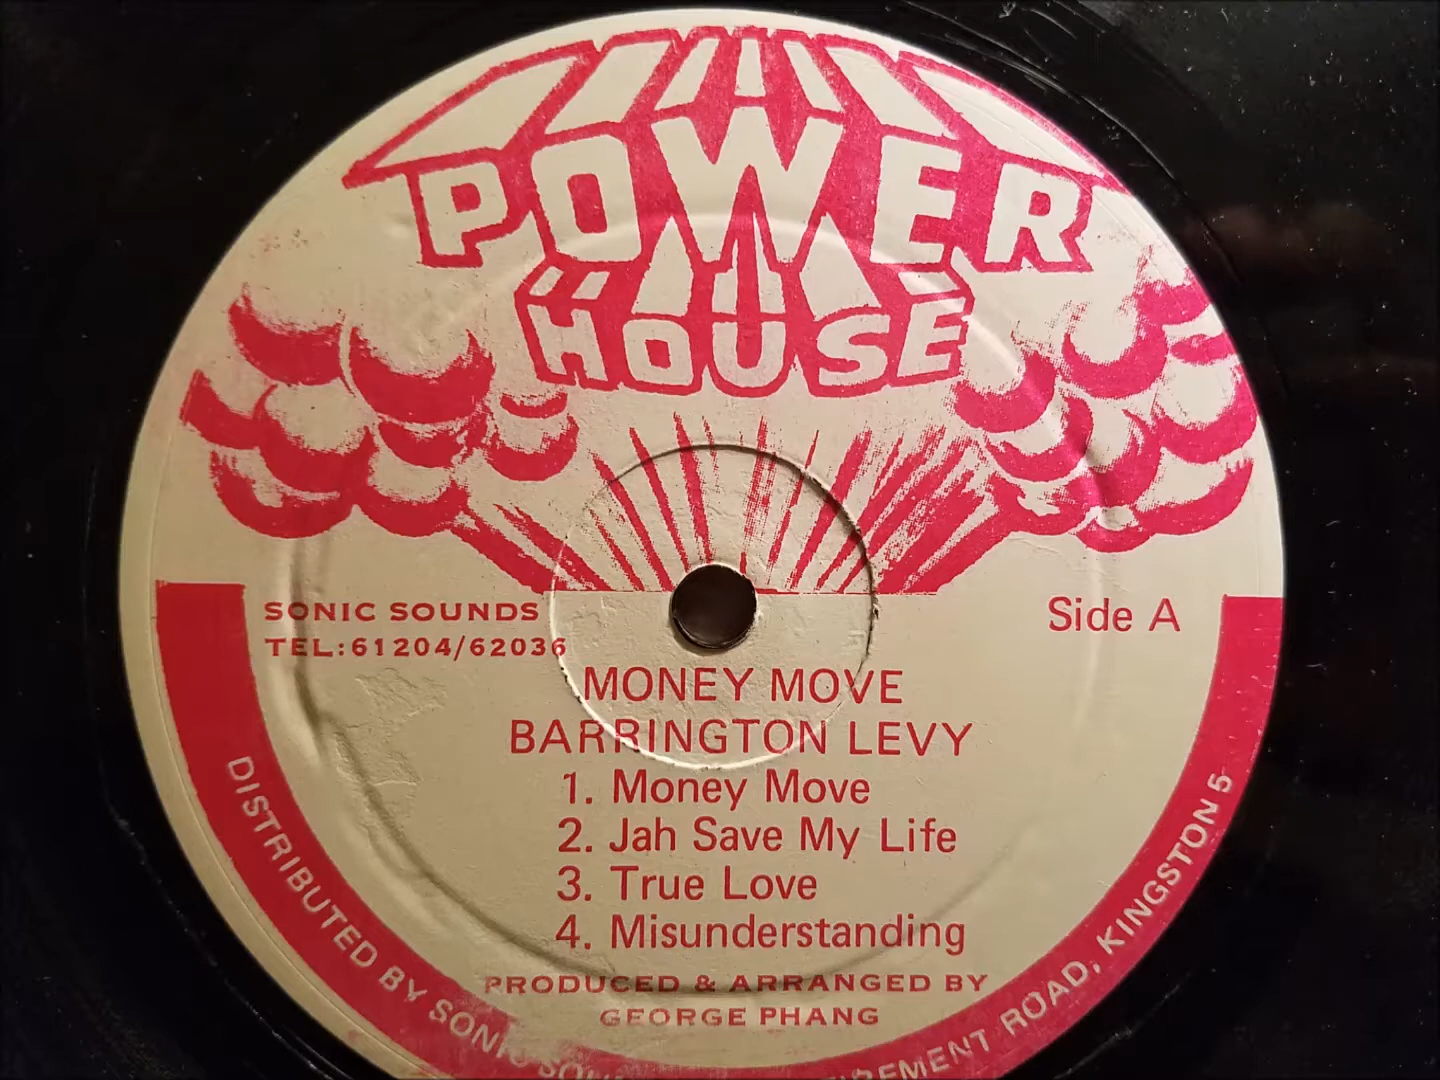 POWER
HOUSE
SONIC SOUNDS
TEL:61204/62036
Side A
MONEY MOVE
BARRINGTON LEVY
1. Money Move
2. Jah Save My Life
3. True Love
4. Misunderstanding
PRODUCED & ARRANGED BY
GEORGE PHANG
DISTRIBUTED BY SONIC ROAD, KINGSTON 5